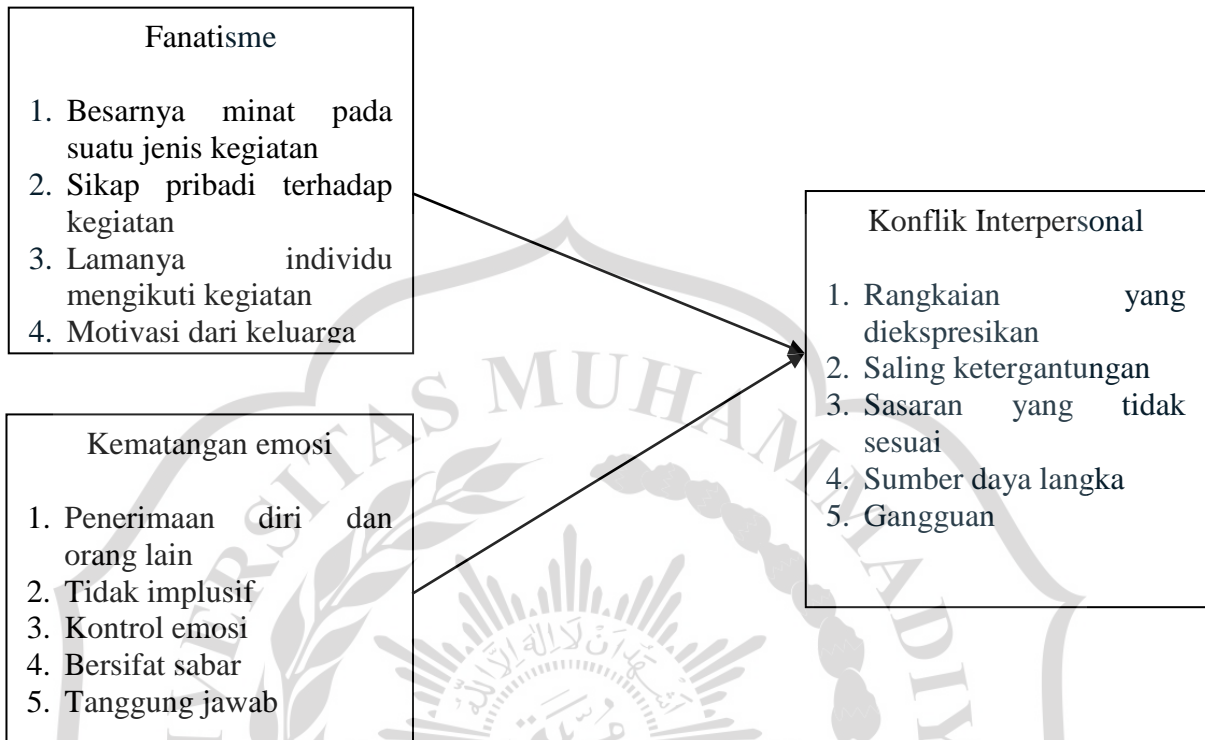 Fanatisme
1. Besarnya minat pada
suatu jenis kegiatan
2. Sikap pribadi terhadap
kegiatan
3. Lamanya individu
mengikuti kegiatan
4. Motivasi dari keluarga
Kematangan emosi
1. Penerimaan diri dan
orang lain
2. Tidak implusif
3. Kontrol emosi
4. Bersifat sabar
5. Tanggung jawab
Konflik Interpersonal
1. Rangkaian yang
diekspresikan
2. Saling ketergantungan
3. Sasaran yang tidak
sesuai
4. Sumber daya langka
5. Gangguan